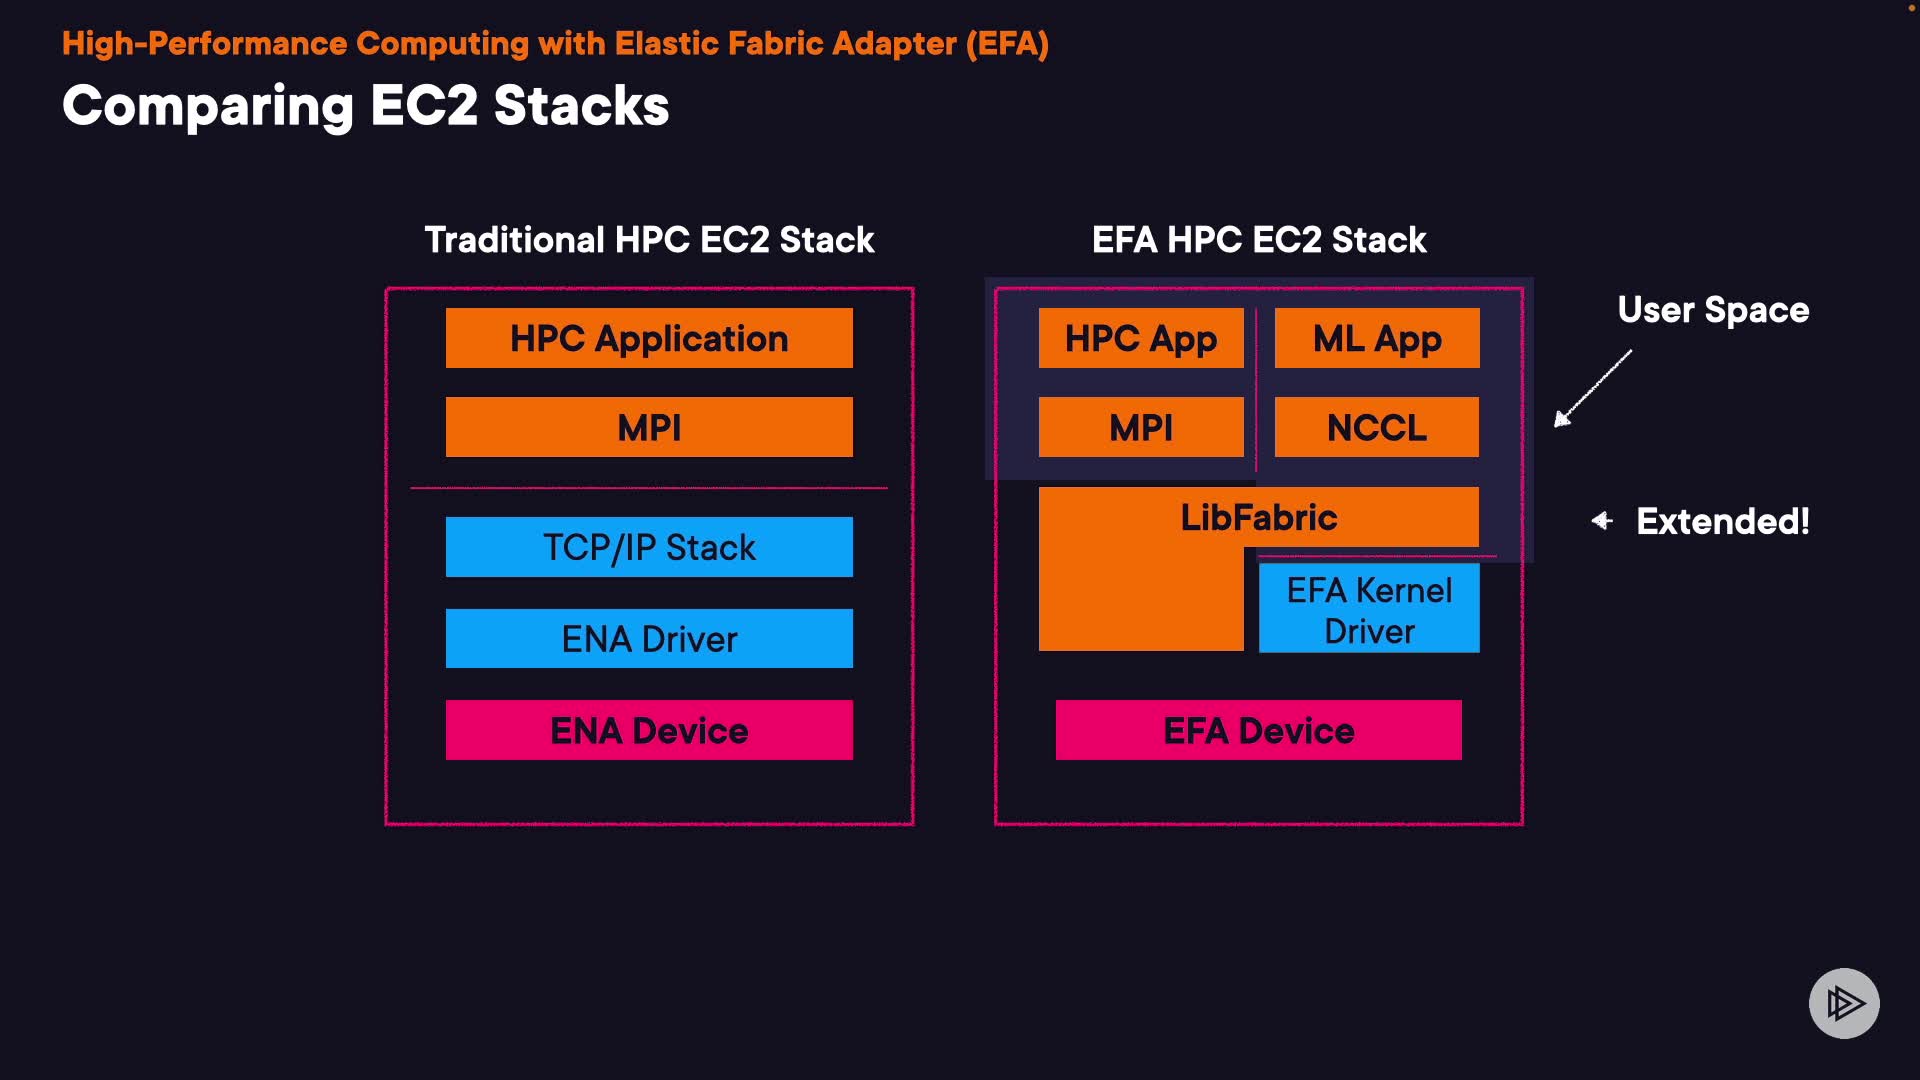 High-Performance Computing with Elastic Fabric Adapter (EFA)
Comparing EC2 Stacks
Traditional HPC EC2 Stack
HPC Application
MPI
TCP/IP Stack
ENA Driver
ENA Device
EFA HPC EC2 Stack
HPC App
ML App
MPI
NCCL
LibFabric
EFA Kernel
Driver
EFA Device
User Space
Extended!